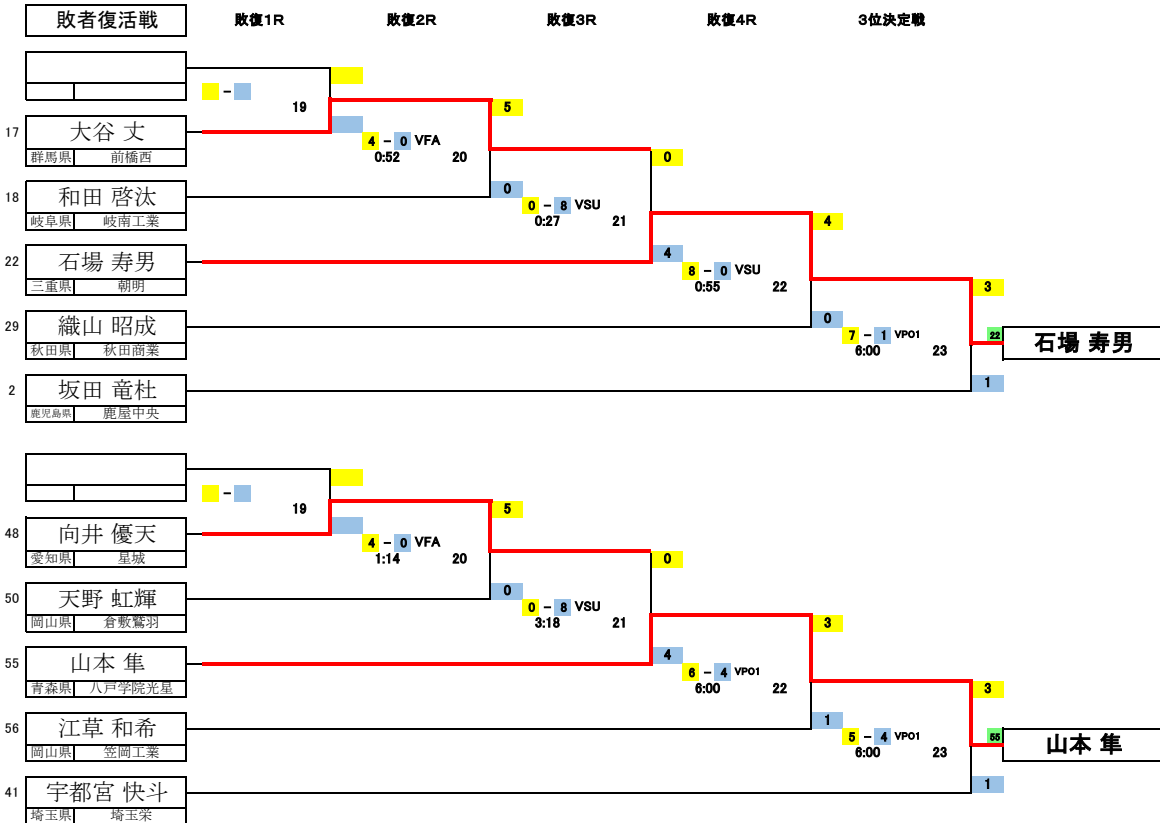 敗者復活戦 敗復1R 敗復2R 敗復3R 敗復4R 3位決定戦
-
19 5
17 大谷 丈
群馬県 前橋西
4 - 0 VFA
0:52 20 0
18 和田 啓汰 0
岐阜県 岐南工業
0 - 8 VSU
0:27 21 4
22 石場 寿男 4
三重県 朝明
8 - 0 VSU
0:55 22 3
29 織山 昭成 0
秋田県 秋田商業
7 - 1 VPO1 22 石場 寿男
6:00 23
2 坂田 竜杜 1
鹿児島県 鹿屋中央
-
19 5
48 向井 優天
愛知県 星城
4 - 0 VFA
1:14 20 0
50 天野 虹輝 0
岡山県 倉敷鷲羽
0 - 8 VSU
3:18 21 3
55 山本 隼 4
青森県 八戸学院光星
6 - 4 VPO1
6:00 22 3
56 江草 和希 1
岡山県 笠岡工業
5 - 4 VPO1 55 山本 隼
6:00 23
41 宇都宮 快斗 1
埼玉県 埼玉栄